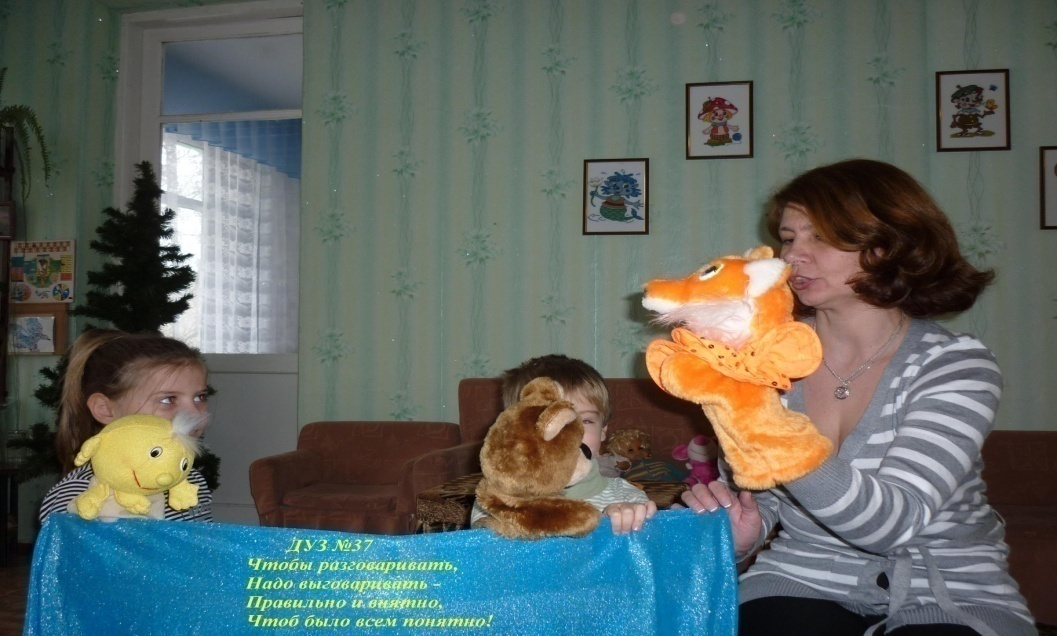 ДУЗ №37
Чтобы разговаривать,
Надо выговаривать –
Правильно и внятно,
Чтоб было всем понятно!